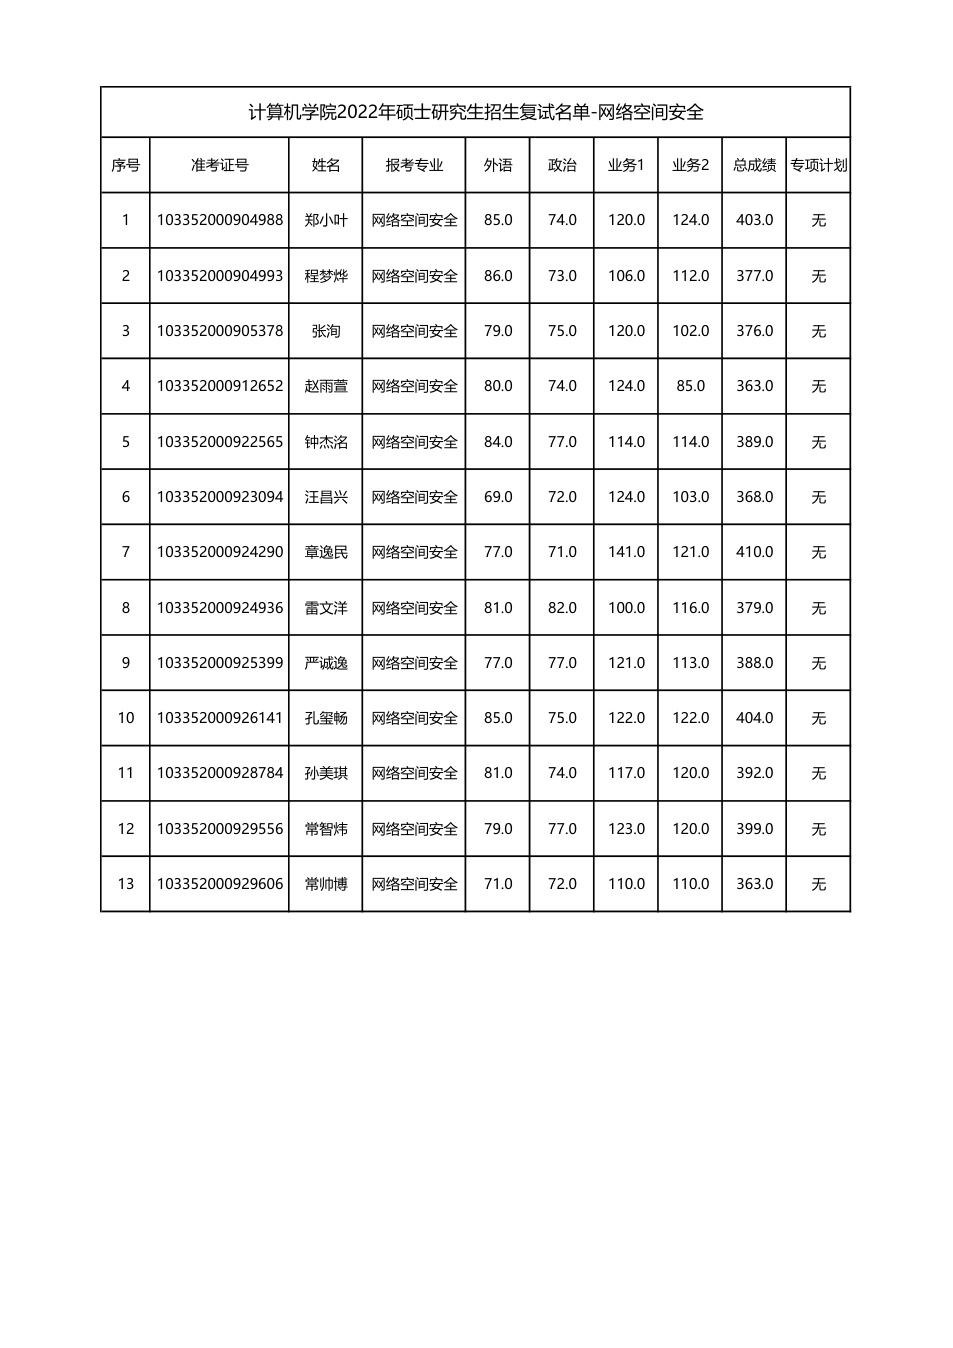 计算机学院2022年硕士研究生招生复试名单-网络空间安全
序号 准考证号 姓名 报考专业 外语 政治 业务1 业务2 总成绩 专项计划
1 103352000904988 郑小叶 网络空间安全 85.0 74.0 120.0 124.0 403.0 无
2 103352000904993 程梦烨 网络空间安全 86.0 73.0 106.0 112.0 377.0 无
3 103352000905378 张洵 网络空间安全 79.0 75.0 120.0 102.0 376.0 无
4 103352000912652 赵雨萱 网络空间安全 80.0 74.0 124.0 85.0 363.0 无
5 103352000922565 钟杰洺 网络空间安全 84.0 77.0 114.0 114.0 389.0 无
6 103352000923094 汪昌兴 网络空间安全 69.0 72.0 124.0 103.0 368.0 无
7 103352000924290 章逸民 网络空间安全 77.0 71.0 141.0 121.0 410.0 无
8 103352000924936 雷文洋 网络空间安全 81.0 82.0 100.0 116.0 379.0 无
9 103352000925399 严诚逸 网络空间安全 77.0 77.0 121.0 113.0 388.0 无
10 103352000926141 孔玺畅 网络空间安全 85.0 75.0 122.0 122.0 404.0 无
11 103352000928784 孙美琪 网络空间安全 81.0 74.0 117.0 120.0 392.0 无
12 103352000929556 常智炜 网络空间安全 79.0 77.0 123.0 120.0 399.0 无
13 103352000929606 常帅博 网络空间安全 71.0 72.0 110.0 110.0 363.0 无